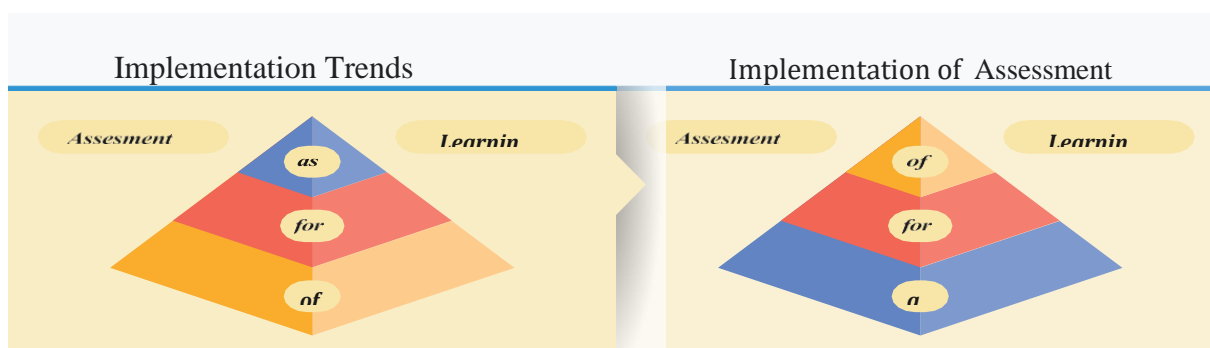 Implementation Trends
Implementation of Assessment
Assesment
Learnin
as
for
of
Assesment
Learnin
of
for
a